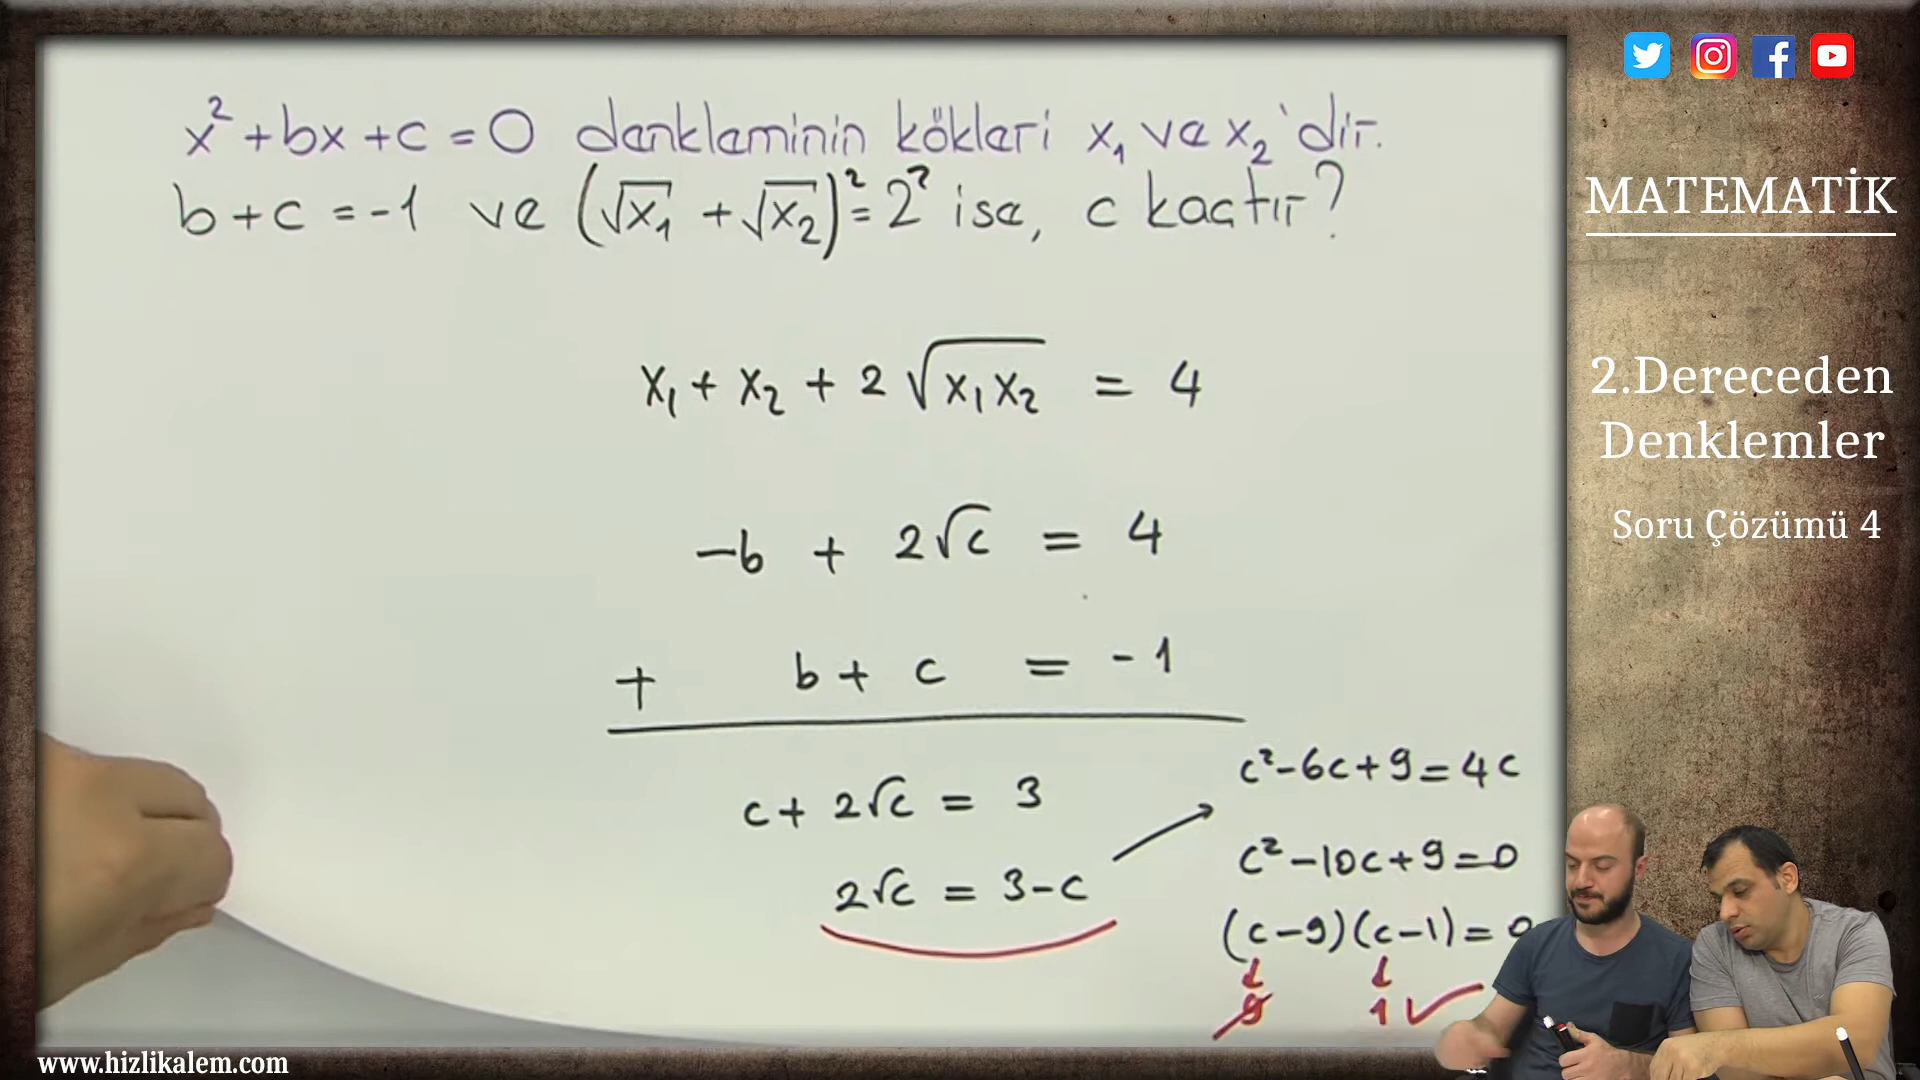 x² + bx + c = 0 denkleminin kökleri x₁ ve x₂'dir.
b + c = -1 ve (√x₁ + √x₂)² = 2² ise, c kaçtır?
x₁ + x₂ + 2√x₁x₂ = 4
-b + 2√c = 4
+ b + c = -1
c + 2√c = 3
2√c = 3-c
c²-6c+9=4c
c²-10c+9=0
(c-9)(c-1)=0
9 1✓
MATEMATİK
2.Dereceden
Denklemler
Soru Çözümü 4
www.hizlikalem.com